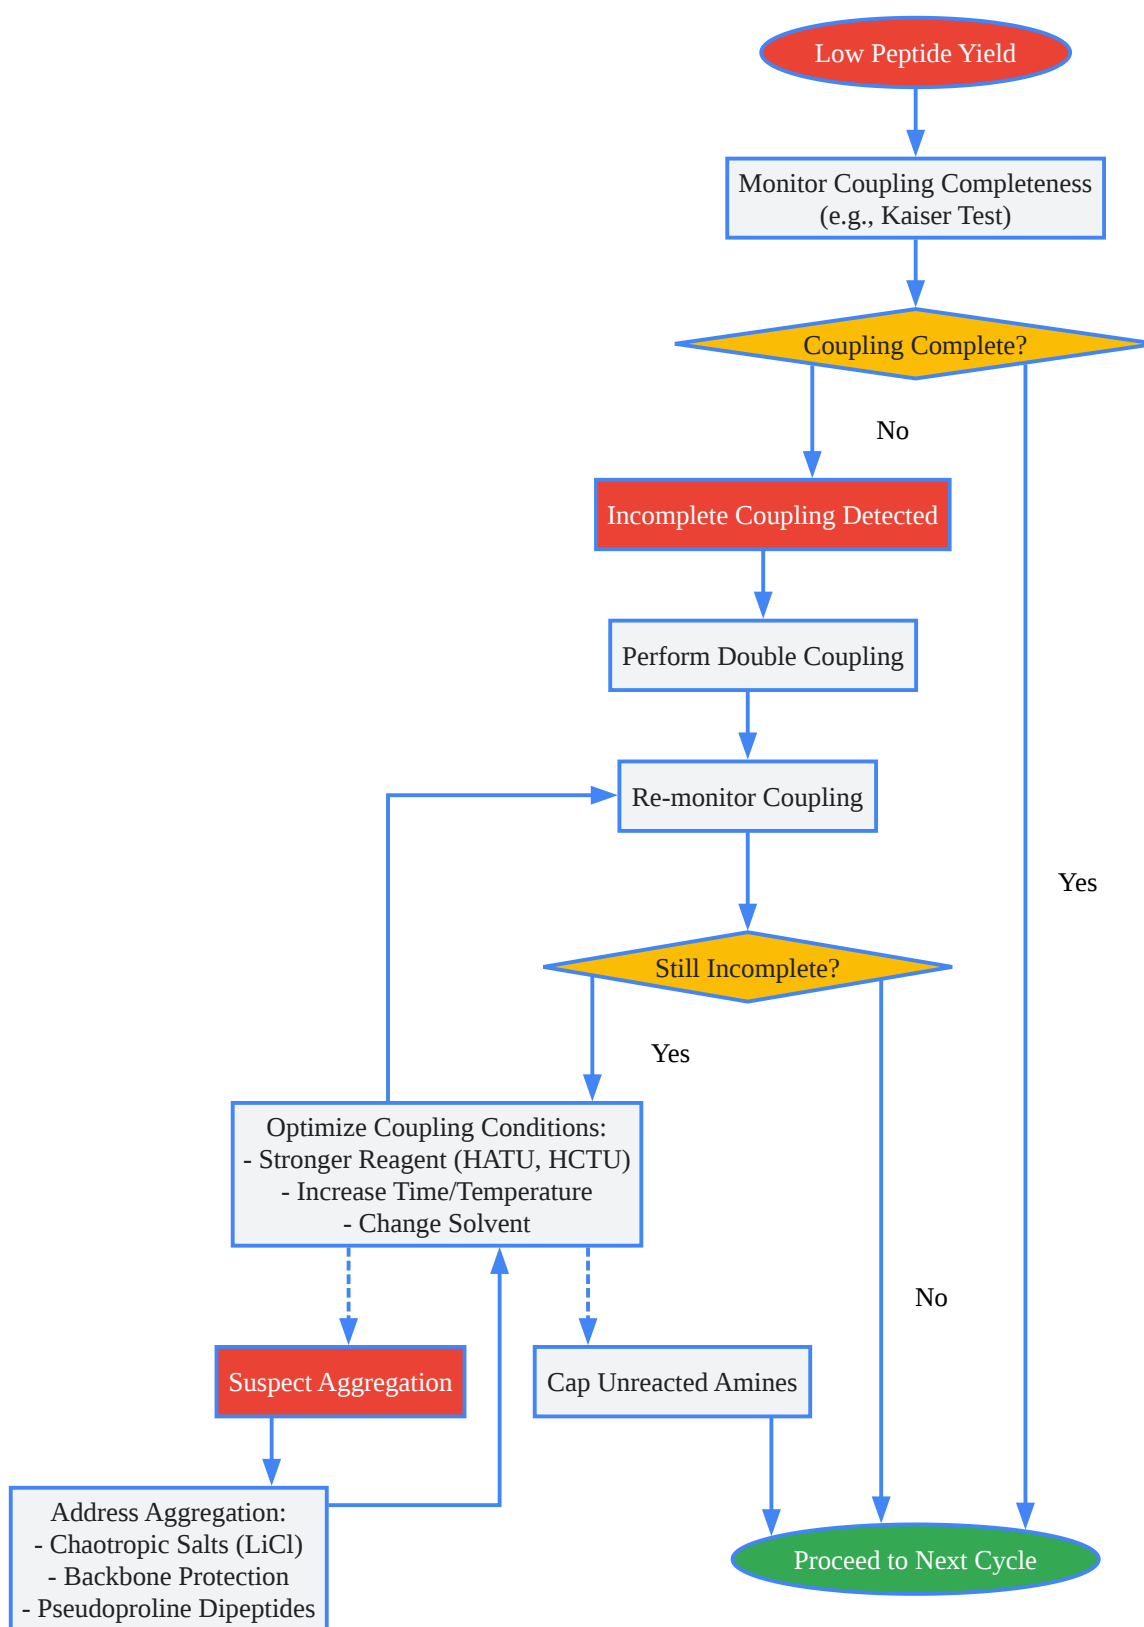 Low Peptide Yield
Monitor Coupling Completeness
(e.g., Kaiser Test)
Coupling Complete?
No
Incomplete Coupling Detected
Perform Double Coupling
Re-monitor Coupling
Yes
Still Incomplete?
Yes
Optimize Coupling Conditions:
- Stronger Reagent (HATU, HCTU)
- Increase Time/Temperature
- Change Solvent
No
Suspect Aggregation
Cap Unreacted Amines
Address Aggregation:
- Chaotropic Salts (LiCl)
- Backbone Protection
- Pseudoproline Dipeptides
Proceed to Next Cycle